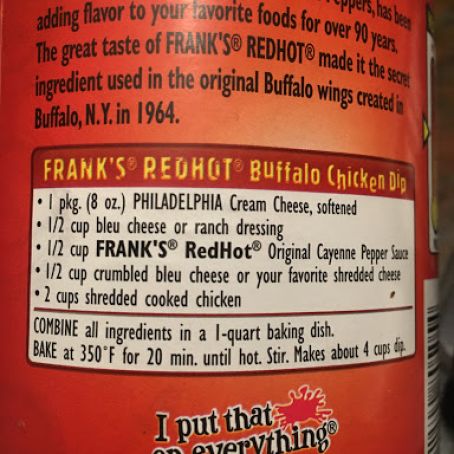 adding flavor to your favorite foods for over 90 years.
The great taste of FRANK'S® REDHOT® made it the secret
ingredient used in the original Buffalo wings created in
Buffalo, N.Y. in 1964.
FRANK'S® REDHOT® Buffalo Chicken Dip
• 1 pkg. (8 oz.) PHILADELPHIA Cream Cheese, softened
• 1/2 cup bleu cheese or ranch dressing
• 1/2 cup FRANK'S® RedHot® Original Cayenne Pepper Sauce
• 1/2 cup crumbled bleu cheese or your favorite shredded cheese
• 2 cups shredded cooked chicken
COMBINE all ingredients in a 1-quart baking dish.
BAKE at 350°F for 20 min. until hot. Stir. Makes about 4 cups dip.
I put that
on everything®